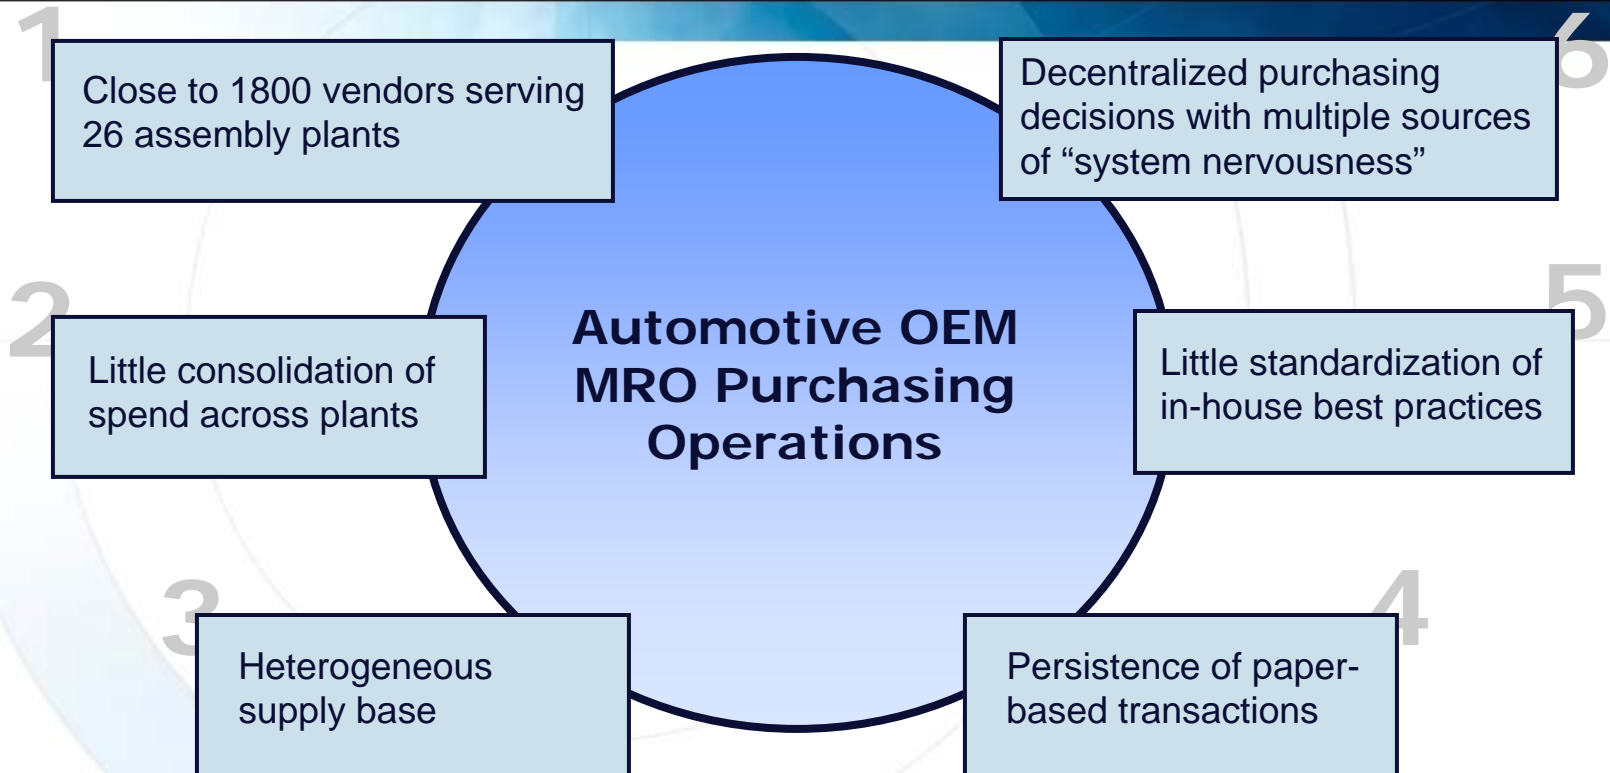 1
Close to 1800 vendors serving
26 assembly plants
2
Little consolidation of
spend across plants
3
Heterogeneous
supply base
Automotive OEM
MRO Purchasing
Operations
4
Persistence of paper-
based transactions
5
Little standardization of
in-house best practices
6
Decentralized purchasing
decisions with multiple sources
of “system nervousness”